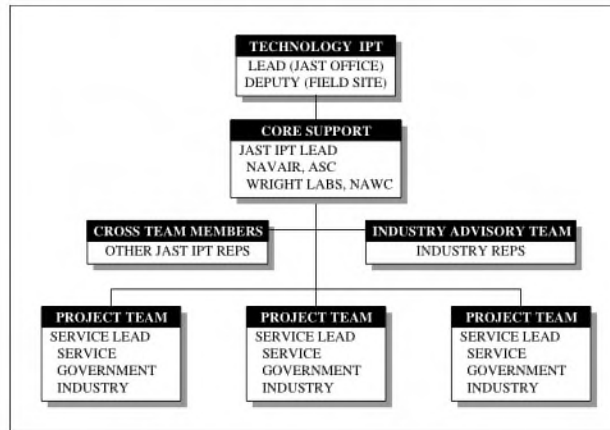 TECHNOLOGY IPT
LEAD (JAST OFFICE)
DEPUTY (FIELD SITE)
CORE SUPPORT
JAST IPT LEAD
NAVAIR, ASC
WRIGHT LABS, NAWC
CROSS TEAM MEMBERS
OTHER JAST IPT REPS
INDUSTRY ADVISORY TEAM
INDUSTRY REPS
PROJECT TEAM
SERVICE LEAD
SERVICE
GOVERNMENT
INDUSTRY
PROJECT TEAM
SERVICE LEAD
SERVICE
GOVERNMENT
INDUSTRY
PROJECT TEAM
SERVICE LEAD
SERVICE
GOVERNMENT
INDUSTRY